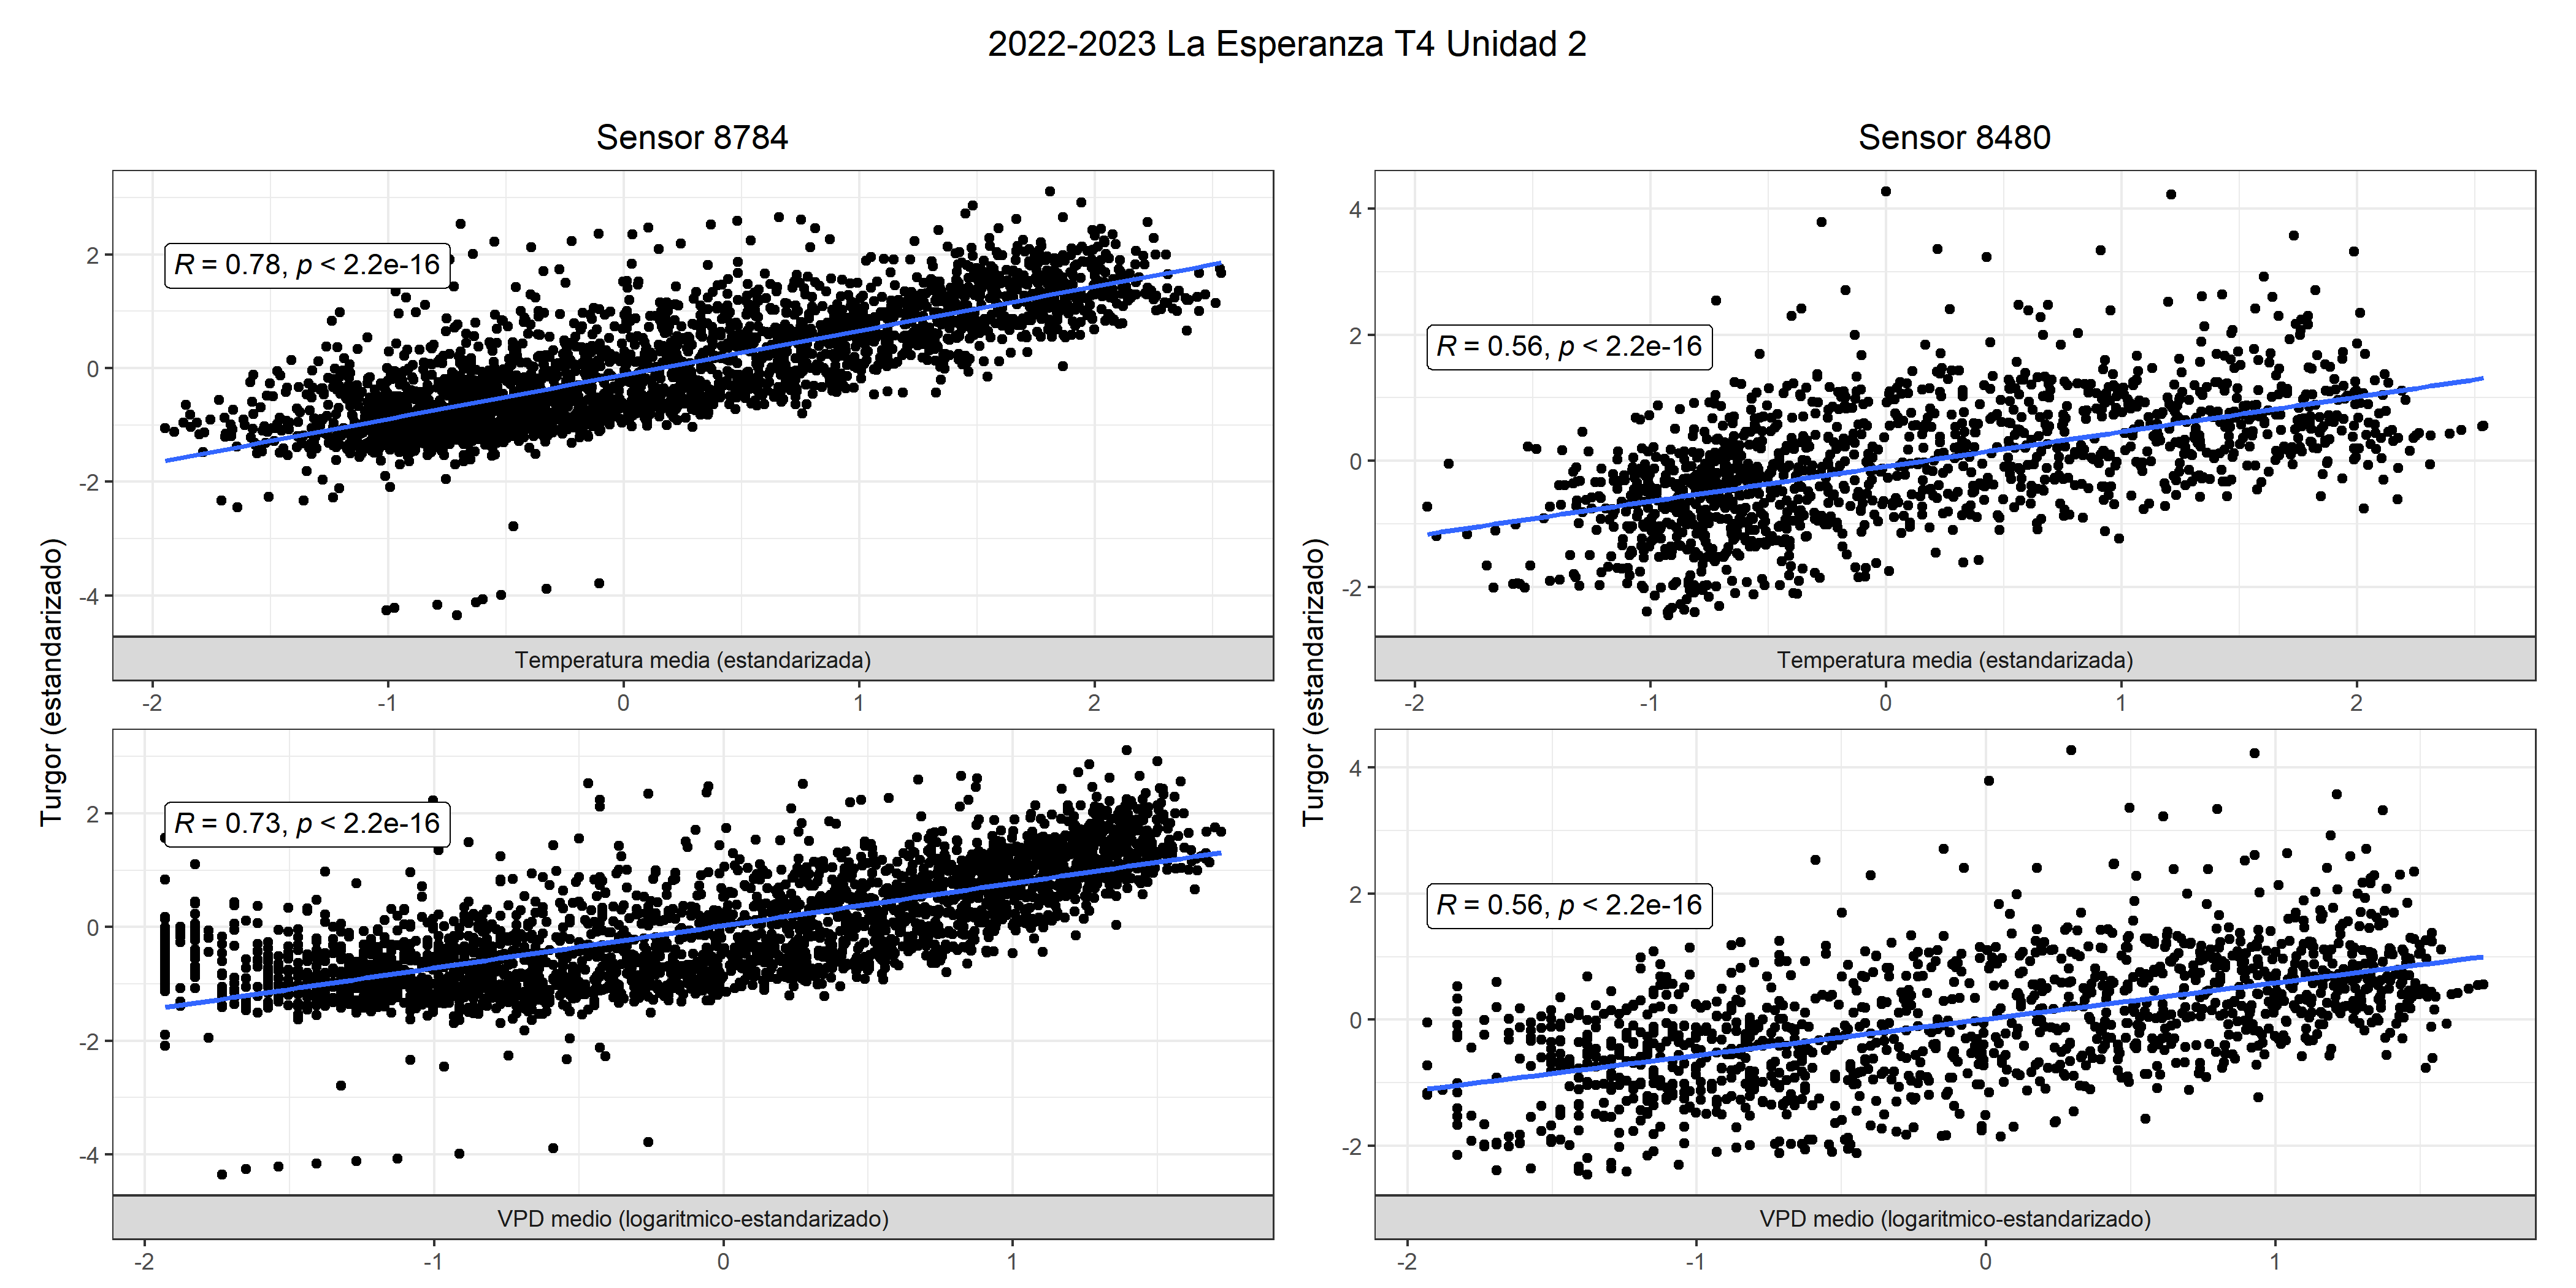 2022-2023 La Esperanza T4 Unidad 2
Sensor 8784
Turgor (estandarizado)
2
0
-2
-4
R = 0.78, p < 2.2e-16
Temperatura media (estandarizada)
-2 -1 0 1 2
2
0
-2
-4
R = 0.73, p < 2.2e-16
VPD medio (logaritmico-estandarizado)
-2 -1 0 1
Sensor 8480
Turgor (estandarizado)
4
2
0
-2
R = 0.56, p < 2.2e-16
Temperatura media (estandarizada)
-2 -1 0 1 2
4
2
0
-2
R = 0.56, p < 2.2e-16
VPD medio (logaritmico-estandarizado)
-2 -1 0 1